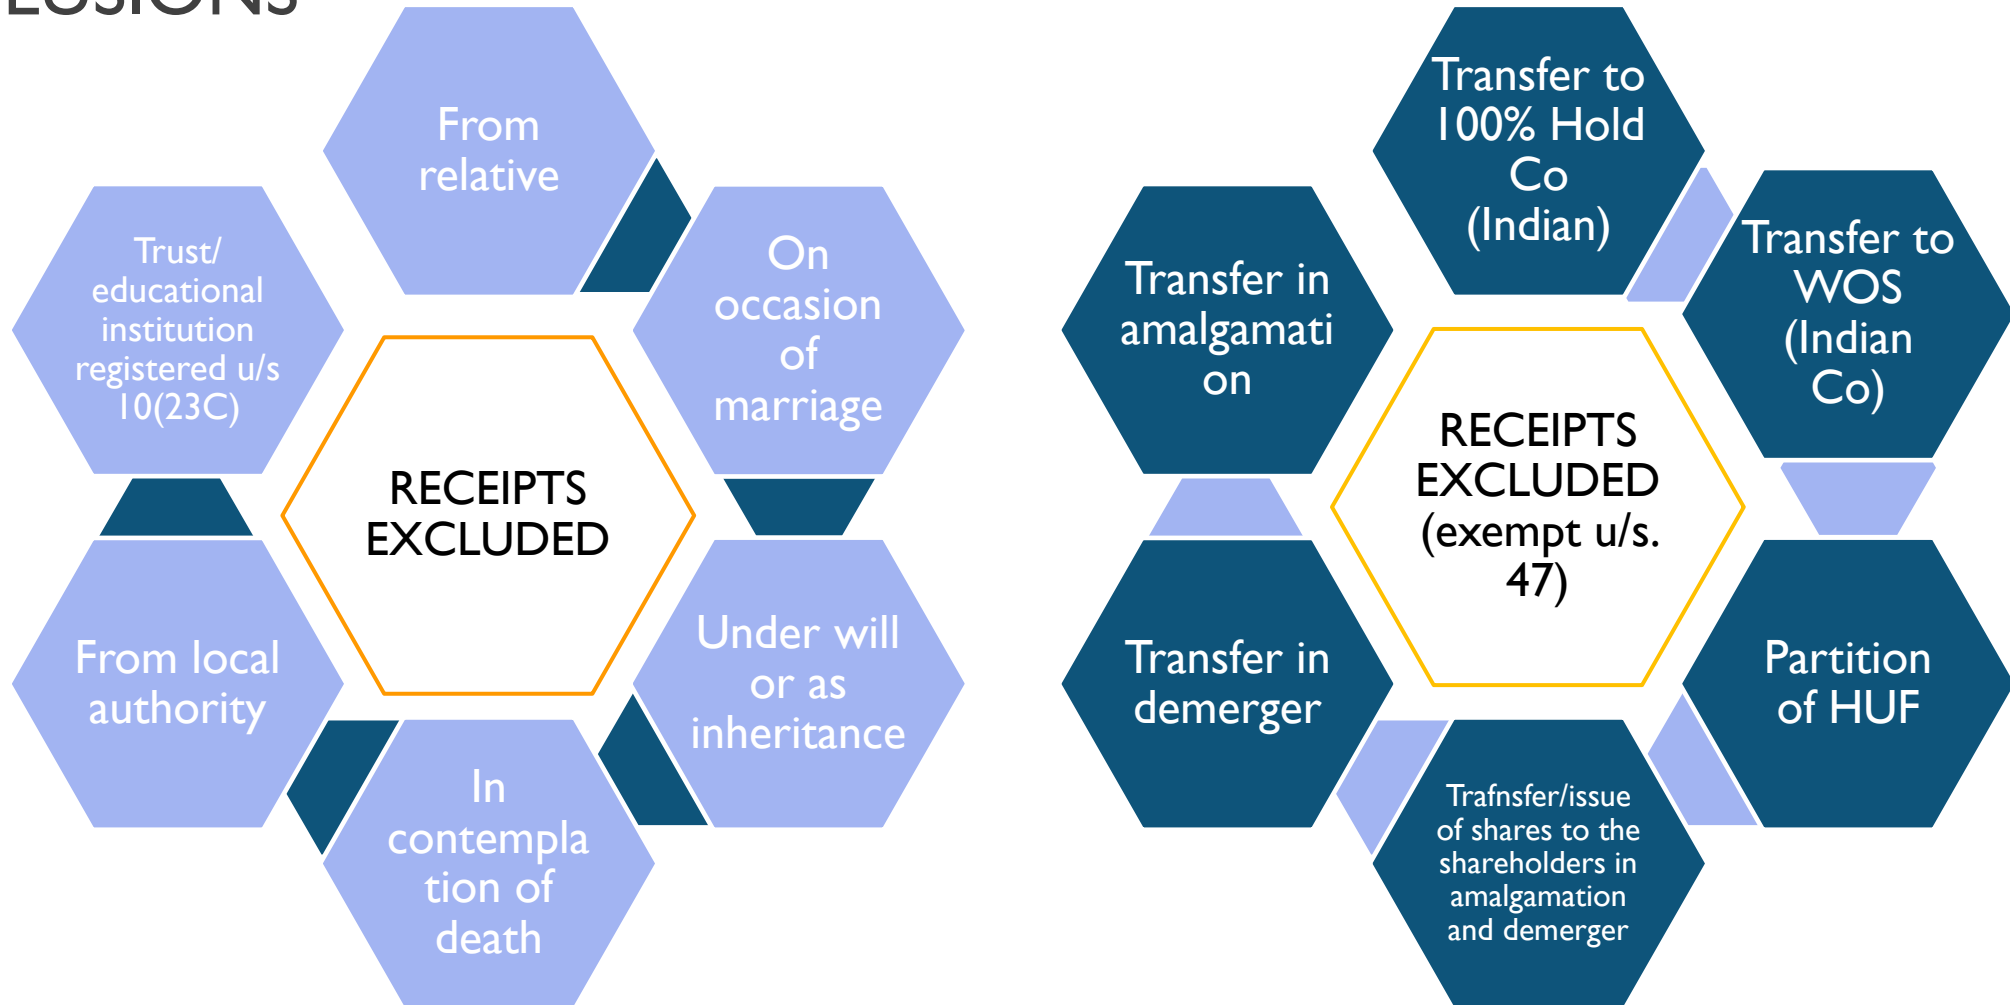 LUSIONS
From
relative
On
occasion
of
marriage
Under will
or as
inheritance
In
contempla
tion of
death
From local
authority
Trust/
educational
institution
registered u/s
10(23C)
RECEIPTS
EXCLUDED
Transfer to
100% Hold
Co
(Indian)
Transfer to
WOS
(Indian
Co)
Partition
of HUF
Trafnsfer/issue
of shares to the
shareholders in
amalgamation
and demerger
Transfer in
demerger
Transfer in
amalgamati
on
RECEIPTS
EXCLUDED
(exempt u/s.
47)